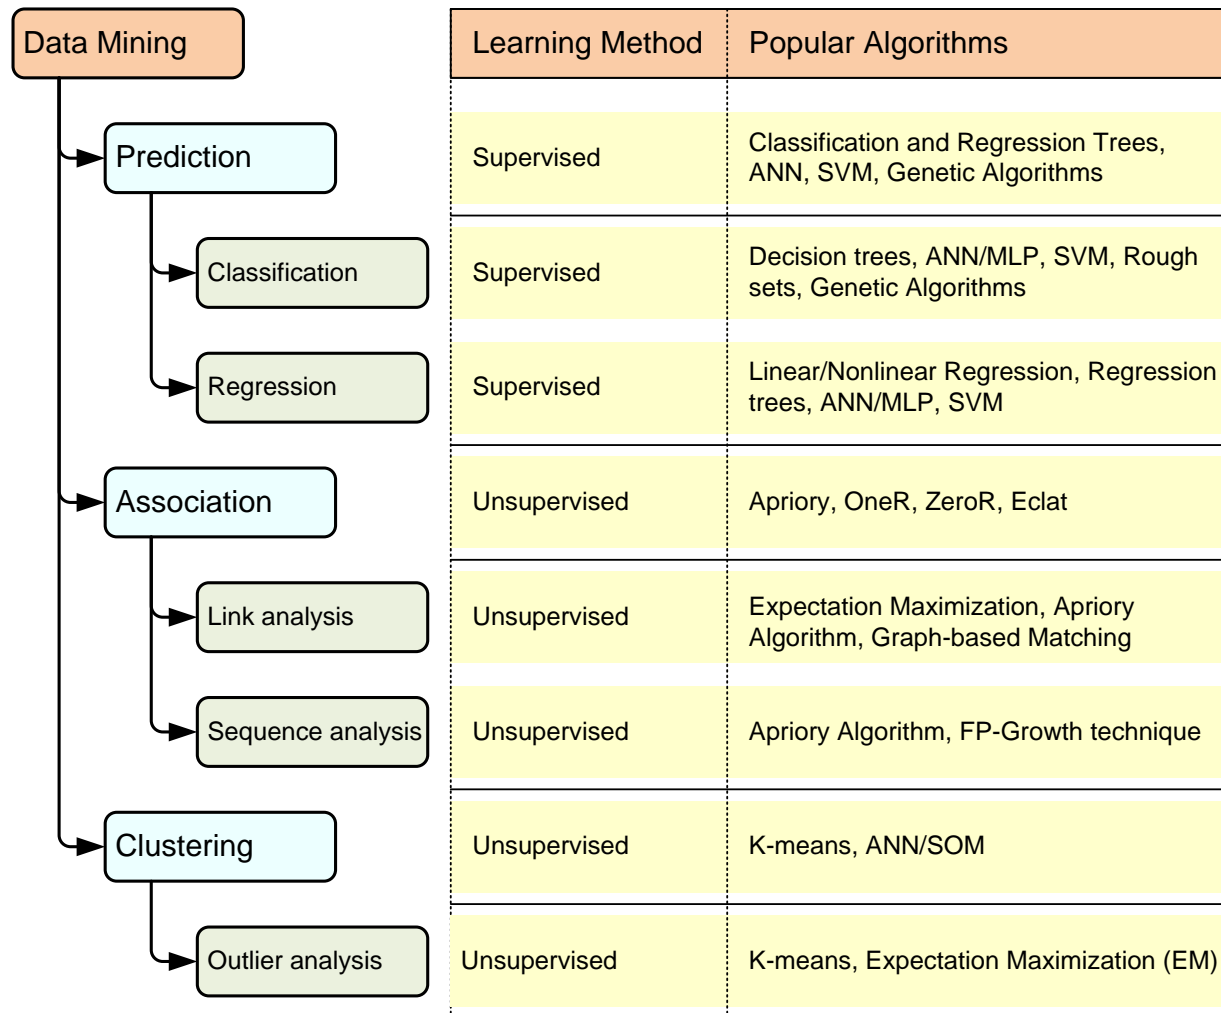 Data Mining
Learning Method
Popular Algorithms
Prediction
Supervised
Classification and Regression Trees,
ANN, SVM, Genetic Algorithms
Classification
Supervised
Decision trees, ANN/MLP, SVM, Rough
sets, Genetic Algorithms
Regression
Supervised
Linear/Nonlinear Regression, Regression
trees, ANN/MLP, SVM
Association
Unsupervised
Apriory, OneR, ZeroR, Eclat
Link analysis
Unsupervised
Expectation Maximization, Apriory
Algorithm, Graph-based Matching
Sequence analysis
Unsupervised
Apriory Algorithm, FP-Growth technique
Clustering
Unsupervised
K-means, ANN/SOM
Outlier analysis
Unsupervised
K-means, Expectation Maximization (EM)